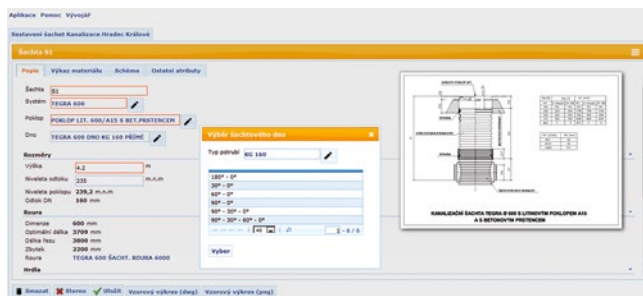 Aplikace Pomoc Vývojář
Sestavení šachet Kanalizace Hradec Králové
Šachta S1
Popis Výkaz materiálu Schéma Ostatní atributy
Šachta S1
Systém TEGRA 600
Poklop POKLOP LIT. 600/A15 S BET.PRSTENCEM
Dno TEGRA 600 DNO KG 160 PŘÍMÉ
Rozměry
Výška 4.2 m
Niveleta odtoku 235 m.n.m
Niveleta poklopu 239,2 m.n.m
Odtok DN 160 mm
Roura
Dimenze 600 mm
Optimální délka 3709 mm
Délka řezu 3800 mm
Zbytek 2200 mm
Roura TEGRA 600 ŠACHT. ROURA 6000
Hrdla
Smazat Storno Uložit Vzorový výkres (dwg) Vzorový výkres (png)
Výběr šachtového dna
Typ potrubí KG 160
180° - 0°
30° - 0°
60° - 0°
90° - 0°
90° - 30° - 0°
90° - 30° - 60° - 0°
40 1 - 6 / 6
Vyber
KANALIZAČNÍ ŠACHTA TEGRA Ø 600 S LITINOVÝM POKLOPEM A15
A S BETONOVÝM PRSTENCEM